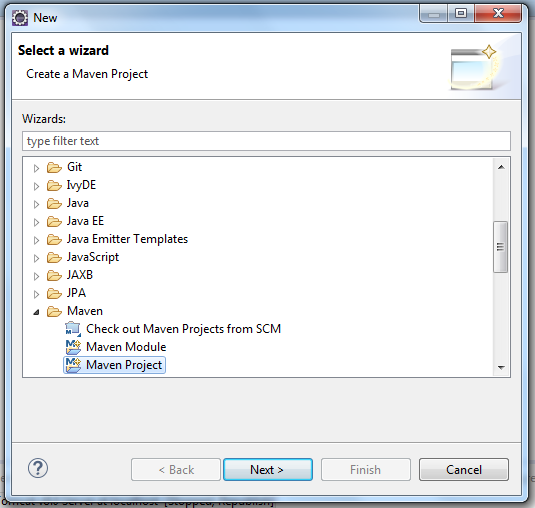 New
Select a wizard
Create a Maven Project
Wizards:
type filter text
Git
IvyDE
Java
Java EE
Java Emitter Templates
JavaScript
JAXB
JPA
Maven
Check out Maven Projects from SCM
Maven Module
Maven Project
?
< Back
Next >
Finish
Cancel